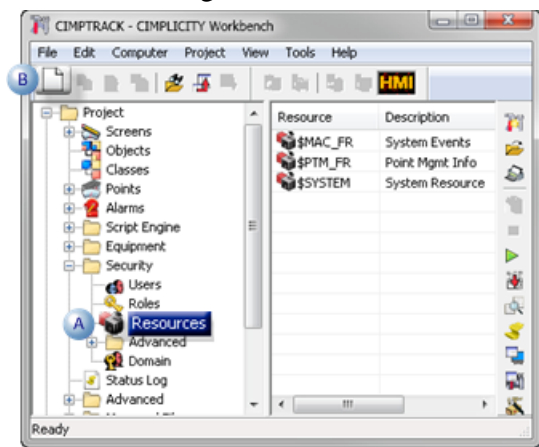 CIMPTRACK - CIMPLICITY Workbench
File Edit Computer Project View Tools Help
B
HMI
Project
Screens
Objects
Classes
Points
Alarms
Script Engine
Equipment
Security
Users
Roles
A Resources
Advanced
Domain
Status Log
Advanced
Resource Description
$MAC_FR System Events
$PTM_FR Point Mgmt Info
$SYSTEM System Resource
Ready